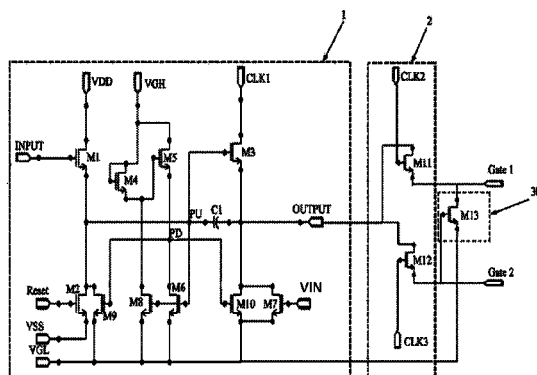 1
2
VDD
VGH
CLK1
CLK2
INPUT
M1
M4
M5
M3
M11
Gate 1
30
M13
PU
C1
OUTPUT
PD
M12
Gate 2
Reset
M2
M9
M8
M6
M10
M7
VIN
VSS
VGL
CLK3